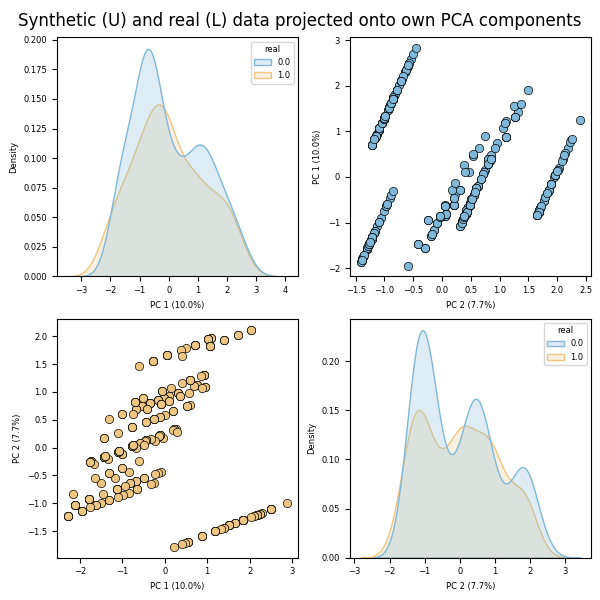 Synthetic (U) and real (L) data projected onto own PCA components
0.200
0.175
0.150
0.125
0.100
0.075
0.050
0.025
0.000
Density
−3 −2 −1 0 1 2 3 4
PC 1 (10.0%)
real
0.0
1.0
3
2
1
0
−1
−2
PC 1 (10.0%)
−1.5 −1.0 −0.5 0.0 0.5 1.0 1.5 2.0 2.5
PC 2 (7.7%)
2.0
1.5
1.0
0.5
0.0
−0.5
−1.0
−1.5
PC 2 (7.7%)
−2 −1 0 1 2 3
PC 1 (10.0%)
0.20
0.15
0.10
0.05
0.00
Density
−3 −2 −1 0 1 2 3
PC 2 (7.7%)
real
0.0
1.0